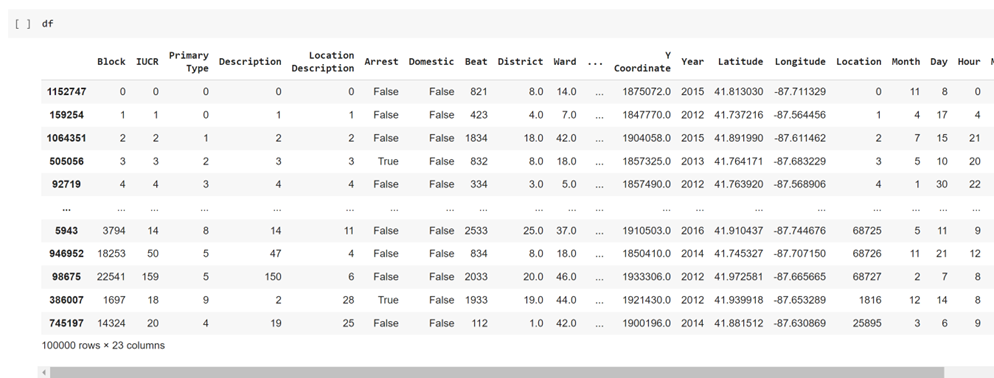 [ ] df
Block IUCR Primary Type Description Location Description Arrest Domestic Beat District Ward ... Y Coordinate Year Latitude Longitude Location Month Day Hour
1152747 0 0 0 0 0 False False 821 8.0 14.0 ... 1875072.0 2015 41.813030 -87.711329 0 11 8 0
159254 1 1 0 1 1 False False 423 4.0 7.0 ... 1847770.0 2012 41.737216 -87.564456 1 4 17 4
1064351 2 2 1 2 2 False False 1834 18.0 42.0 ... 1904058.0 2015 41.891990 -87.611462 2 7 15 21
505056 3 3 2 3 3 True False 832 8.0 18.0 ... 1857325.0 2013 41.764171 -87.683229 3 5 10 20
92719 4 4 3 4 4 False False 334 3.0 5.0 ... 1857490.0 2012 41.763920 -87.568906 4 1 30 22
... ... ... ... ... ... ... ... ... ... ... ... ... ... ... ... ... ... ... ...
5943 3794 14 8 14 11 False False 2533 25.0 37.0 ... 1910503.0 2016 41.910437 -87.744676 68725 5 11 9
946952 18253 50 5 47 4 False False 834 8.0 18.0 ... 1850410.0 2014 41.745327 -87.707150 68726 11 21 12
98675 22541 159 5 150 6 False False 2033 20.0 46.0 ... 1933306.0 2012 41.972581 -87.665665 68727 2 7 8
386007 1697 18 9 2 28 True False 1933 19.0 44.0 ... 1921430.0 2012 41.939918 -87.653289 1816 12 14 8
745197 14324 20 4 19 25 False False 112 1.0 42.0 ... 1900196.0 2014 41.881512 -87.630869 25895 3 6 9
100000 rows × 23 columns